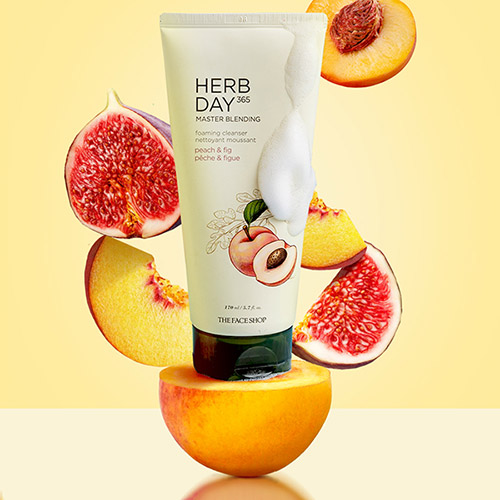 HERB
DAY 365
MASTER BLENDING
foaming cleanser
nettoyant moussant
peach & fig
pêche & figue
170 ml / 5.7 fl. oz.
THE FACE SHOP